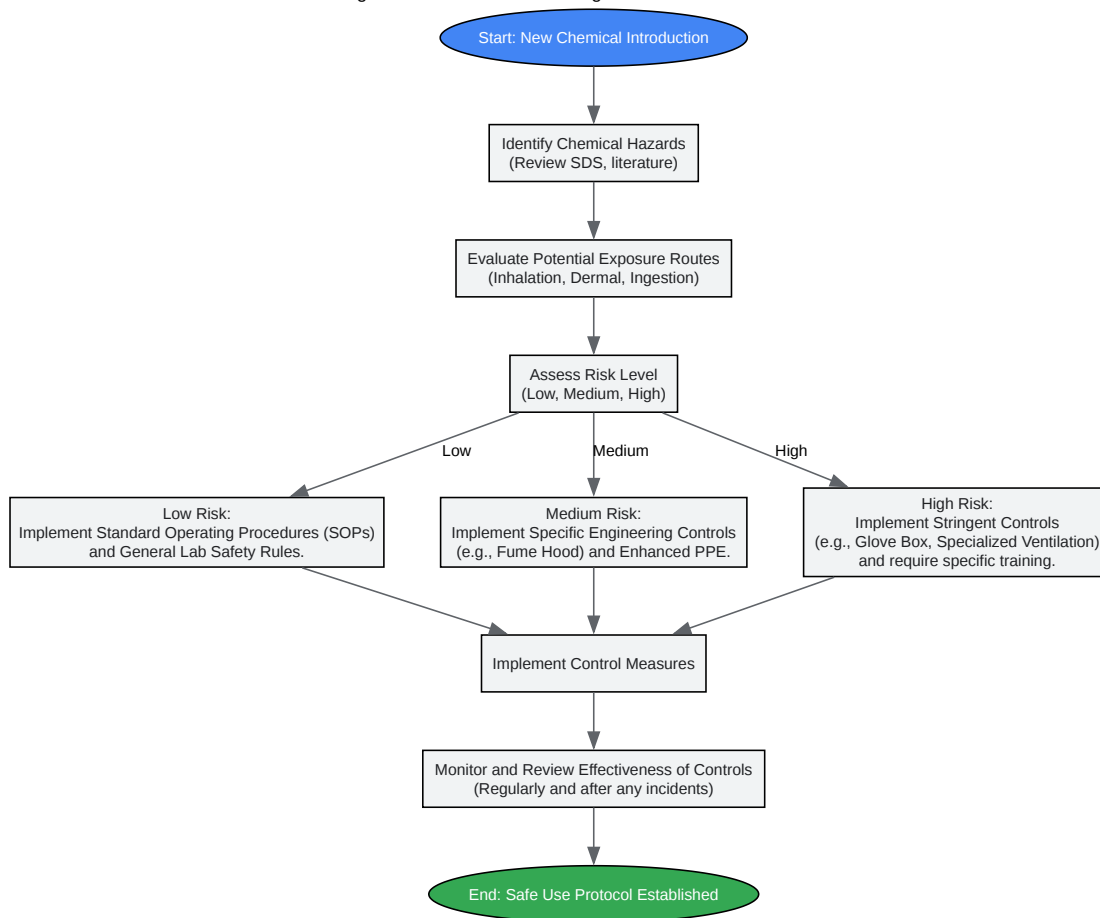 Start: New Chemical Introduction
Identify Chemical Hazards
(Review SDS, literature)
Evaluate Potential Exposure Routes
(Inhalation, Dermal, Ingestion)
Assess Risk Level
(Low, Medium, High)
Low
Medium
High
Low Risk:
Implement Standard Operating Procedures (SOPs)
and General Lab Safety Rules.
Medium Risk:
Implement Specific Engineering Controls
(e.g., Fume Hood) and Enhanced PPE.
High Risk:
Implement Stringent Controls
(e.g., Glove Box, Specialized Ventilation)
and require specific training.
Implement Control Measures
Monitor and Review Effectiveness of Controls
(Regularly and after any incidents)
End: Safe Use Protocol Established